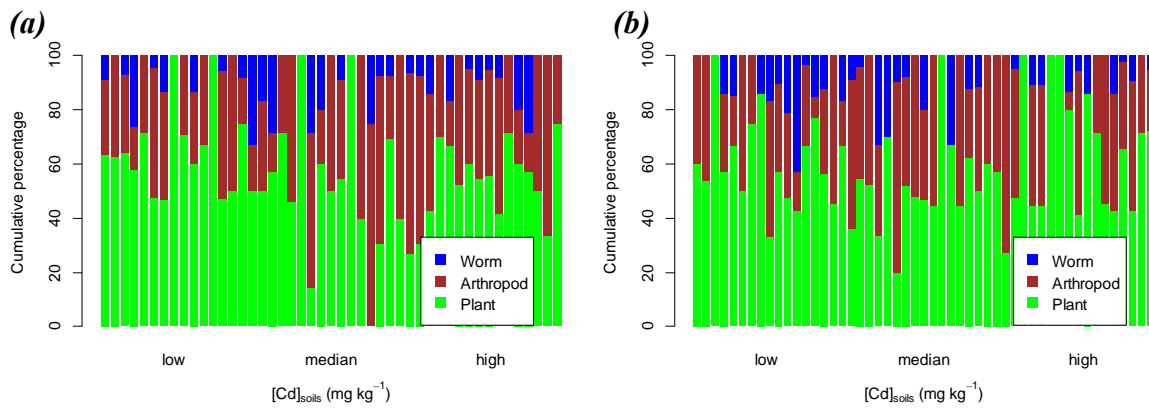 (a)
Cumulative percentage
0 20 40 60 80 100
Worm
Arthropod
Plant
low median high
[Cd]soils (mg kg⁻¹)
(b)
Cumulative percentage
0 20 40 60 80 100
Worm
Arthropod
Plant
low median high
[Cd]soils (mg kg⁻¹)